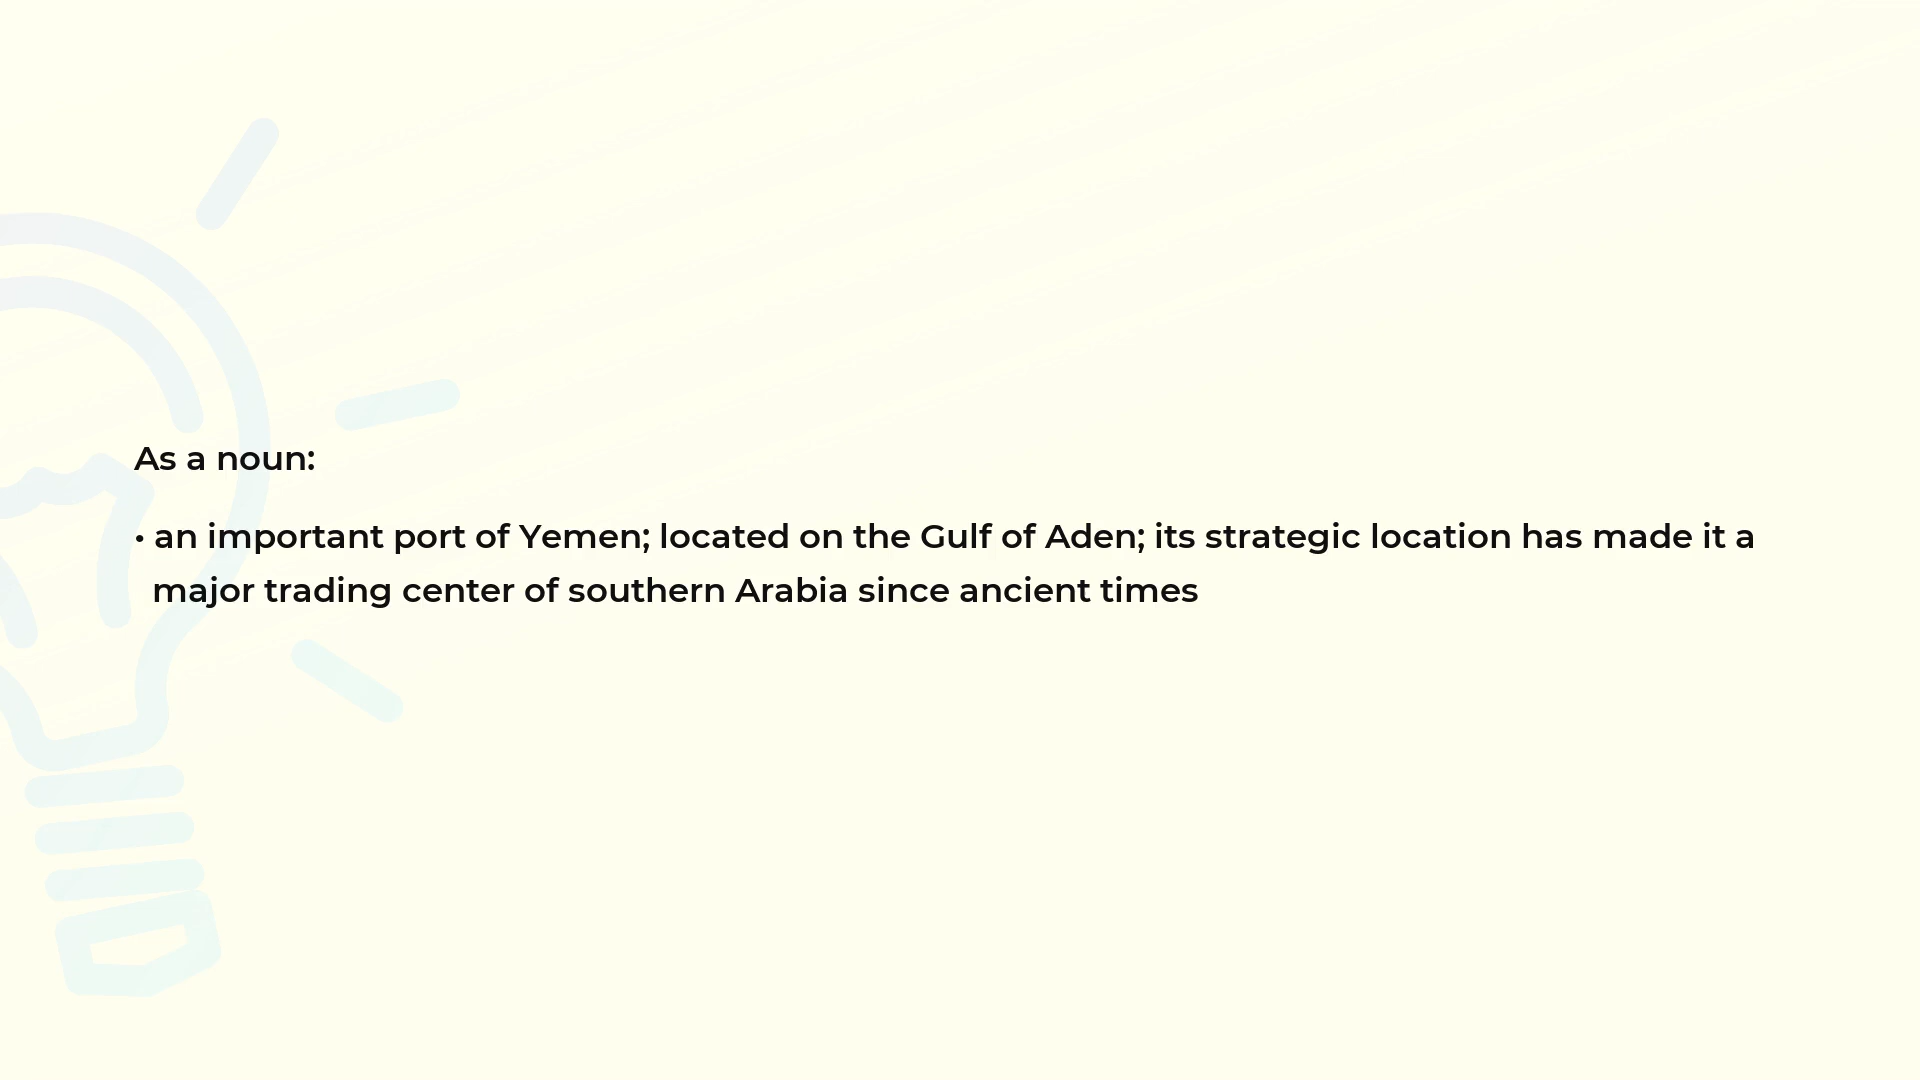 As a noun:
• an important port of Yemen; located on the Gulf of Aden; its strategic location has made it a
major trading center of southern Arabia since ancient times